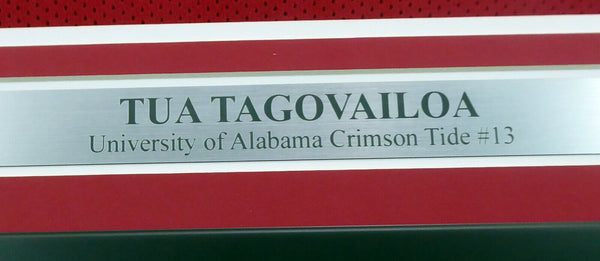 TUA TAGOVAILOA
University of Alabama Crimson Tide #13